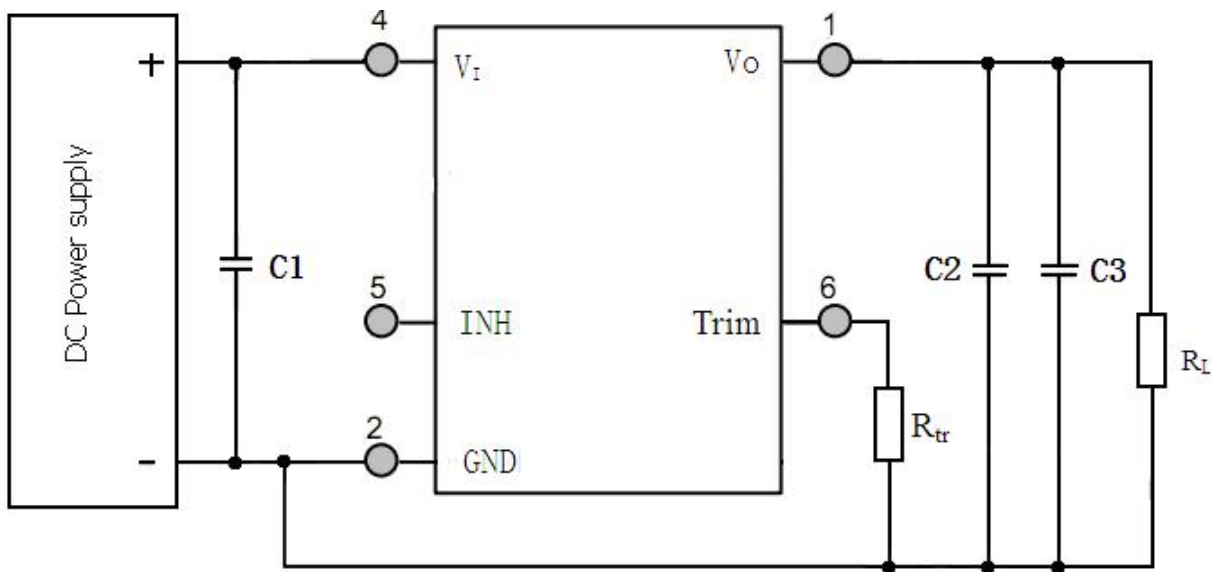 DC Power supply
+
-
C1
4
5
2
VI
INH
GND
VO
Trim
1
6
Rtr
C2
C3
RL